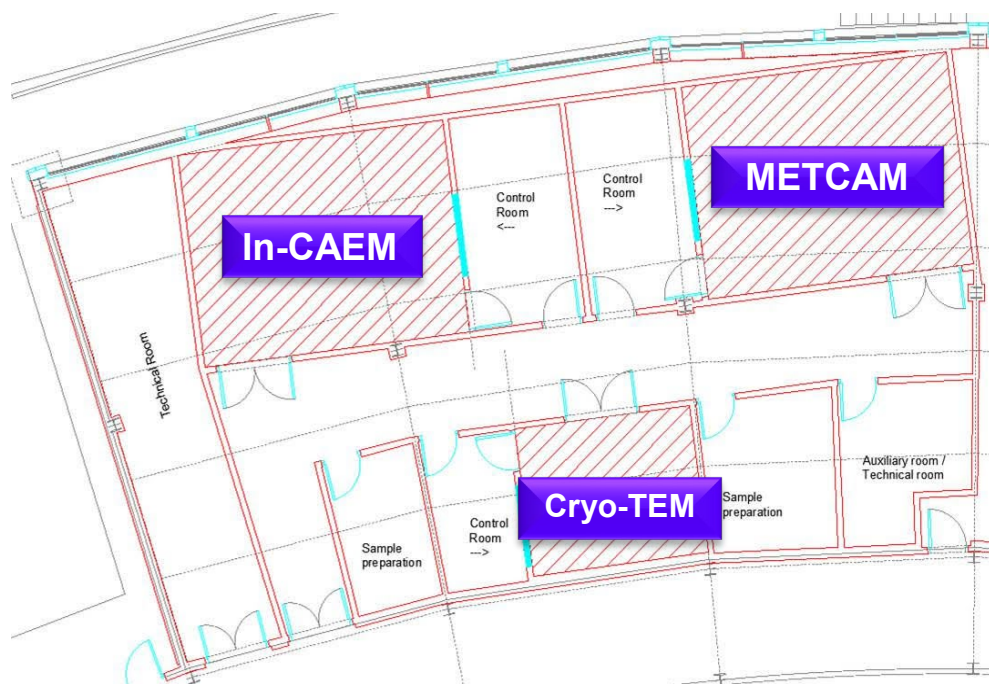 METCAM
In-CAEM
Control
Room
<---
Control
Room
--->
Technical Room
Cryo-TEM
Sample
preparation
Control
Room
--->
Sample
preparation
Auxiliary room /
Technical room